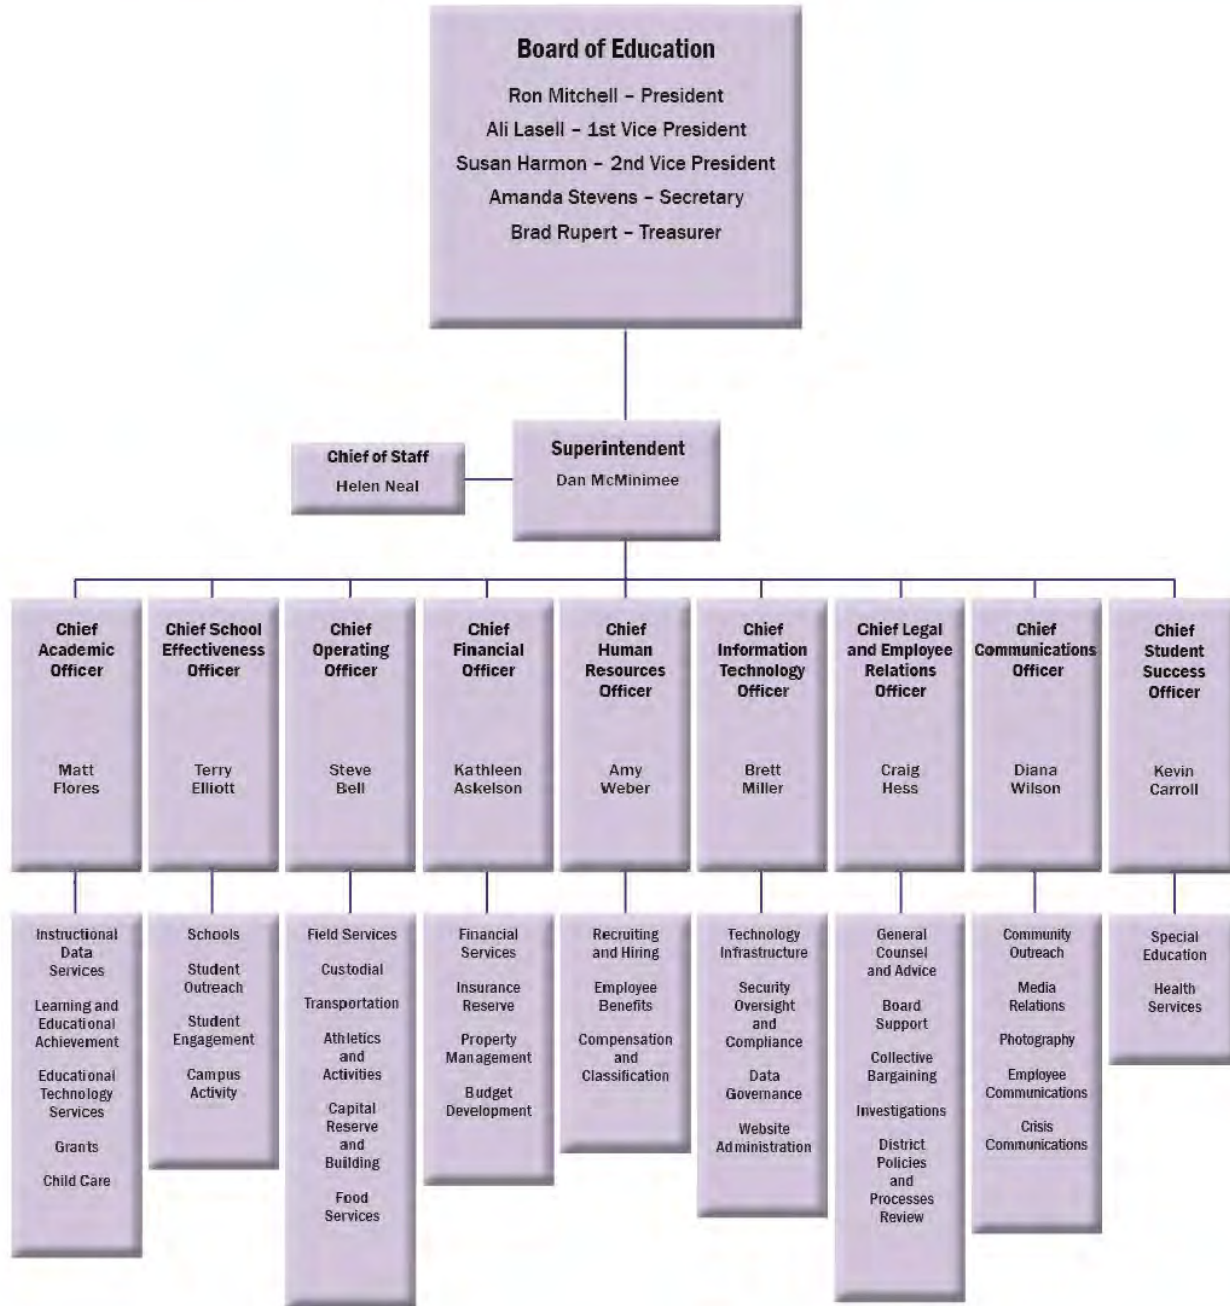 Board of Education
Ron Mitchell – President
Ali Lasell – 1st Vice President
Susan Harmon – 2nd Vice President
Amanda Stevens – Secretary
Brad Rupert – Treasurer
Chief of Staff
Helen Neal
Superintendent
Dan McMinimee
Chief
Academic
Officer
Matt
Flores
Chief School
Effectiveness
Officer
Terry
Elliott
Chief
Operating
Officer
Steve
Bell
Chief
Financial
Officer
Kathleen
Askelson
Chief
Human
Resources
Officer
Amy
Weber
Chief
Information
Technology
Officer
Brett
Miller
Chief Legal
and Employee
Relations
Officer
Craig
Hess
Chief
Communications
Officer
Diana
Wilson
Chief
Student
Success
Officer
Kevin
Carroll
Instructional
Data
Services
Learning and
Educational
Achievement
Educational
Technology
Services
Grants
Child Care
Schools
Student
Outreach
Student
Engagement
Campus
Activity
Field Services
Custodial
Transportation
Athletics
and
Activities
Capital
Reserve
and
Building
Food
Services
Financial
Services
Insurance
Reserve
Property
Management
Budget
Development
Recruiting
and Hiring
Employee
Benefits
Compensation
and
Classification
Technology
Infrastructure
Security
Oversight
and
Compliance
Data
Governance
Website
Administration
General
Counsel
and Advice
Board
Support
Collective
Bargaining
Investigations
District
Policies
and
Processes
Review
Community
Outreach
Media
Relations
Photography
Employee
Communications
Crisis
Communications
Special
Education
Health
Services